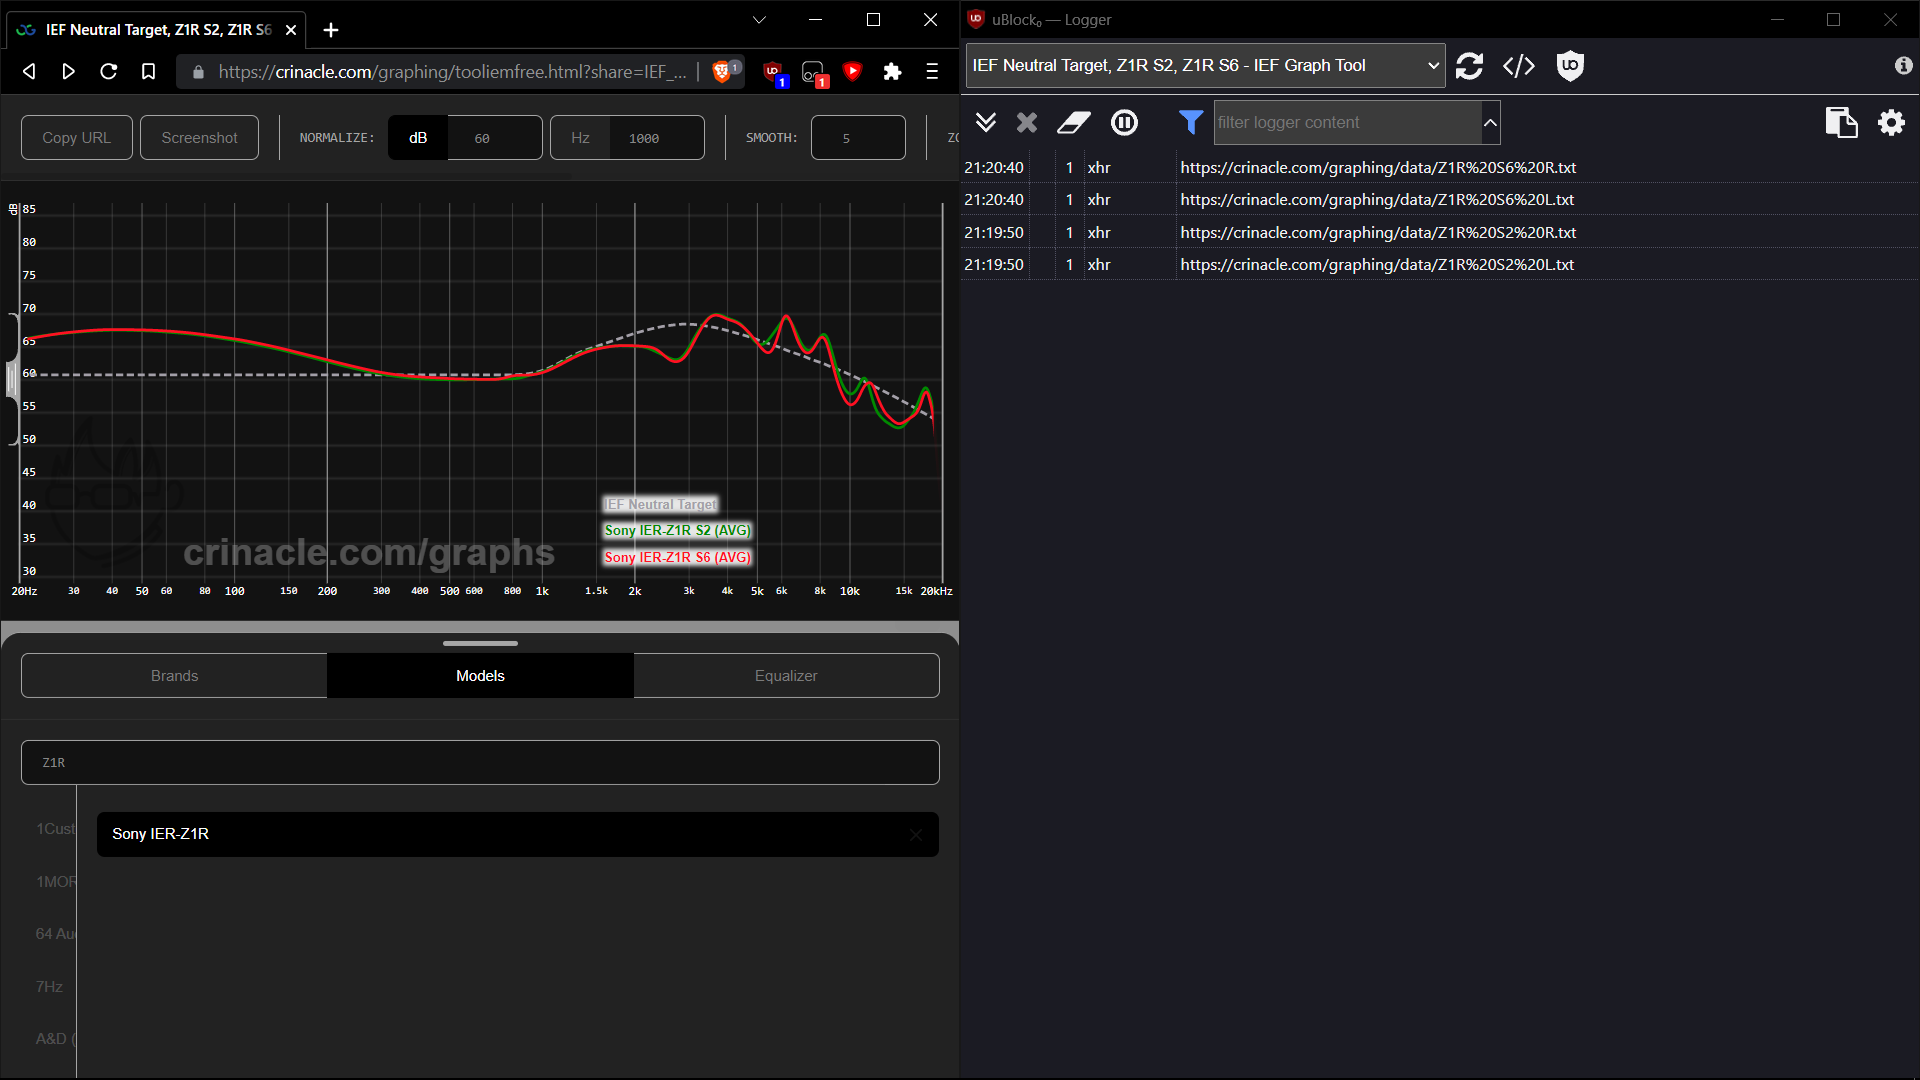 IEF Neutral Target, Z1R S2, Z1R S6
https://crinacle.com/graphing/tooliemfree.html?share=IEF_...
1
1
1
Copy URL
Screenshot
NORMALIZE:
dB
60
Hz
1000
SMOOTH:
5
ZO
dB
85
80
75
70
65
60
55
50
45
40
35
30
IEF Neutral Target
Sony IER-Z1R S2 (AVG)
Sony IER-Z1R S6 (AVG)
crinacle.com/graphs
20Hz 30 40 50 60 80 100 150 200 300 400 500 600 800 1k 1.5k 2k 3k 4k 5k 6k 8k 10k 15k 20kHz
Brands
Models
Equalizer
Z1R
1Cust
Sony IER-Z1R
1MOR
64 Au
7Hz
A&D (
uBlock₀ — Logger
IEF Neutral Target, Z1R S2, Z1R S6 - IEF Graph Tool
filter logger content
21:20:40 1 xhr https://crinacle.com/graphing/data/Z1R%20S6%20R.txt
21:20:40 1 xhr https://crinacle.com/graphing/data/Z1R%20S6%20L.txt
21:19:50 1 xhr https://crinacle.com/graphing/data/Z1R%20S2%20R.txt
21:19:50 1 xhr https://crinacle.com/graphing/data/Z1R%20S2%20L.txt